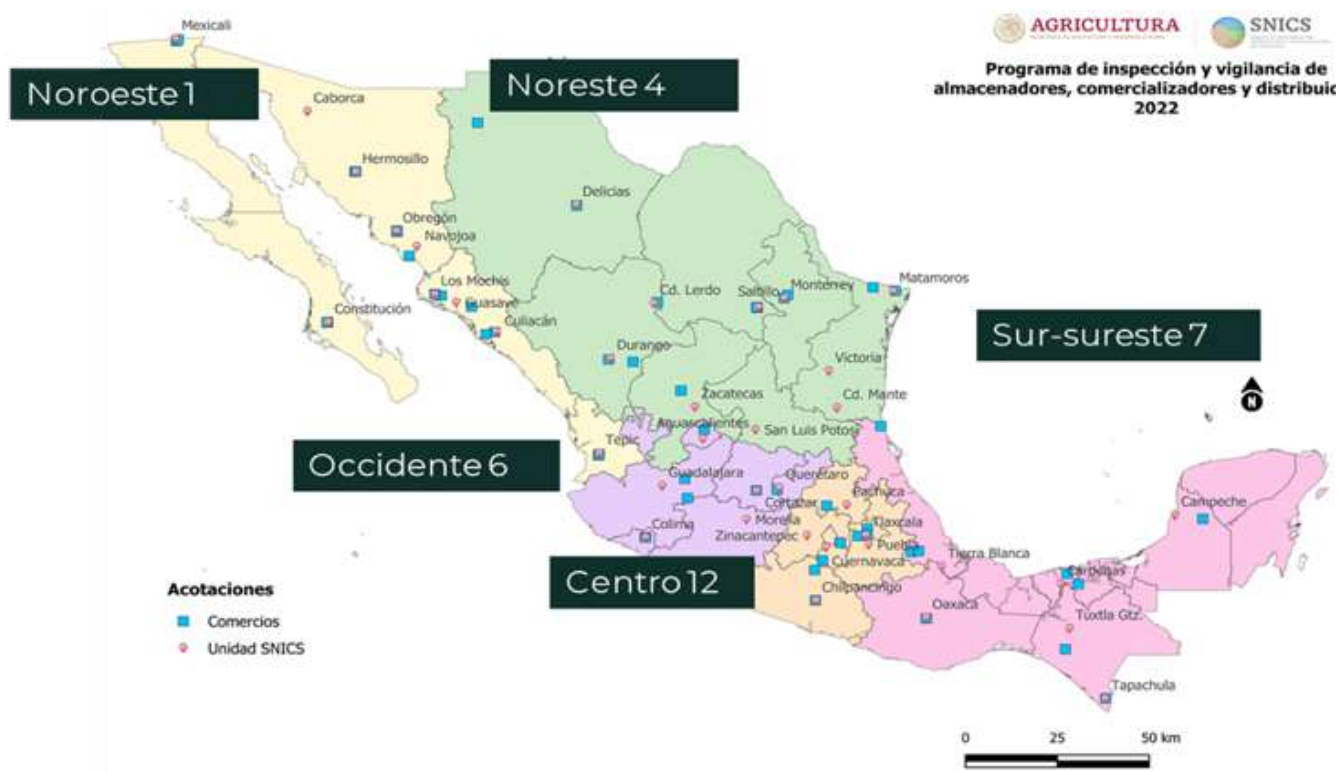 Mexicali
AGRICULTURA
SNICS
Programa de inspección y vigilancia de
almacenadores, comercializadores y distribuid
2022
Noroeste 1
Noreste 4
Caborca
Hermosillo
Delicias
Obregón
Navojoa
Los Mochis
Guasave
Culiacán
Constitución
Cd. Lerdo
Saltillo
Monterrey
Matamoros
Sur-sureste 7
Durango
Victoria
Zacatecas
Cd. Mante
N
Aguascalientes
San Luis Potosí
Tepic
Occidente 6
Guadalajara
Querétaro
Cortazar
Pachuca
Campeche
Colima
Morelia
Tlaxcala
Zinacantepec
Puebla
Tierra Blanca
Cuernavaca
Cárdenas
Centro 12
Chilpancingo
Oaxaca
Tuxtla Gtz.
Acotaciones
Comercios
Unidad SNICS
Tapachula
0 25 50 km